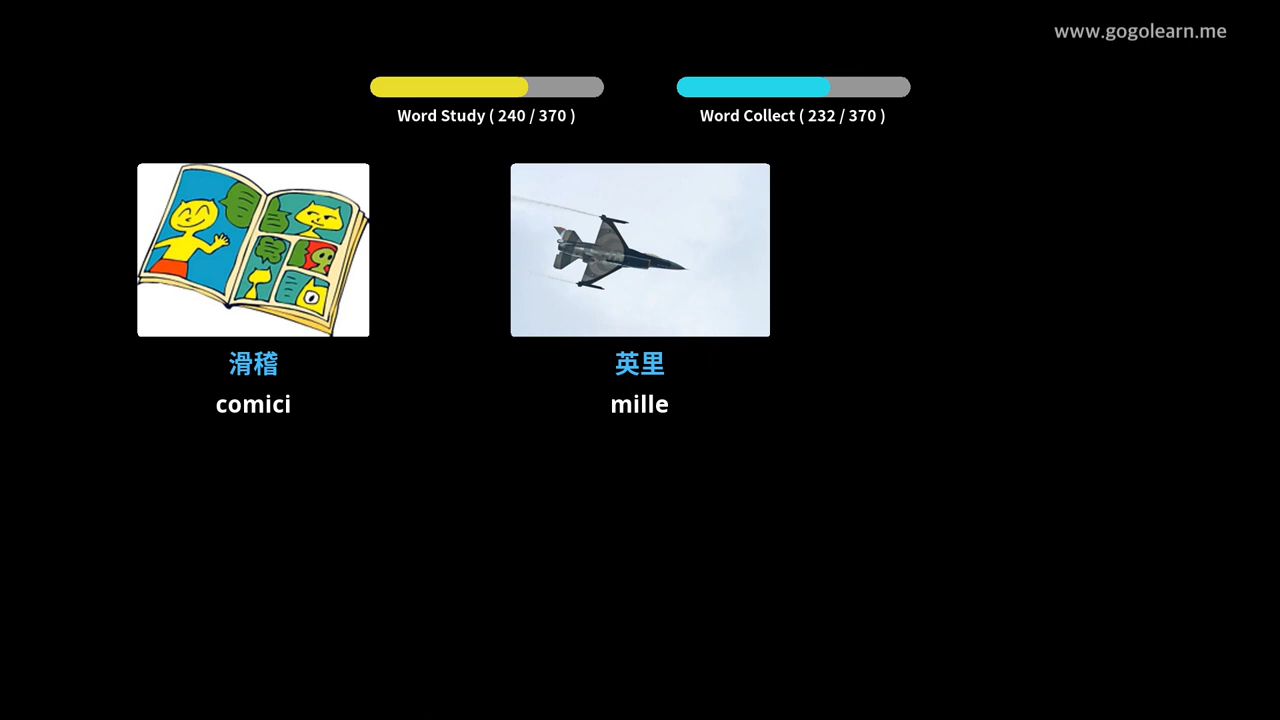 www.gogolearn.me
Word Study ( 240 / 370 )
Word Collect ( 232 / 370 )
滑稽
英里
comici
mille